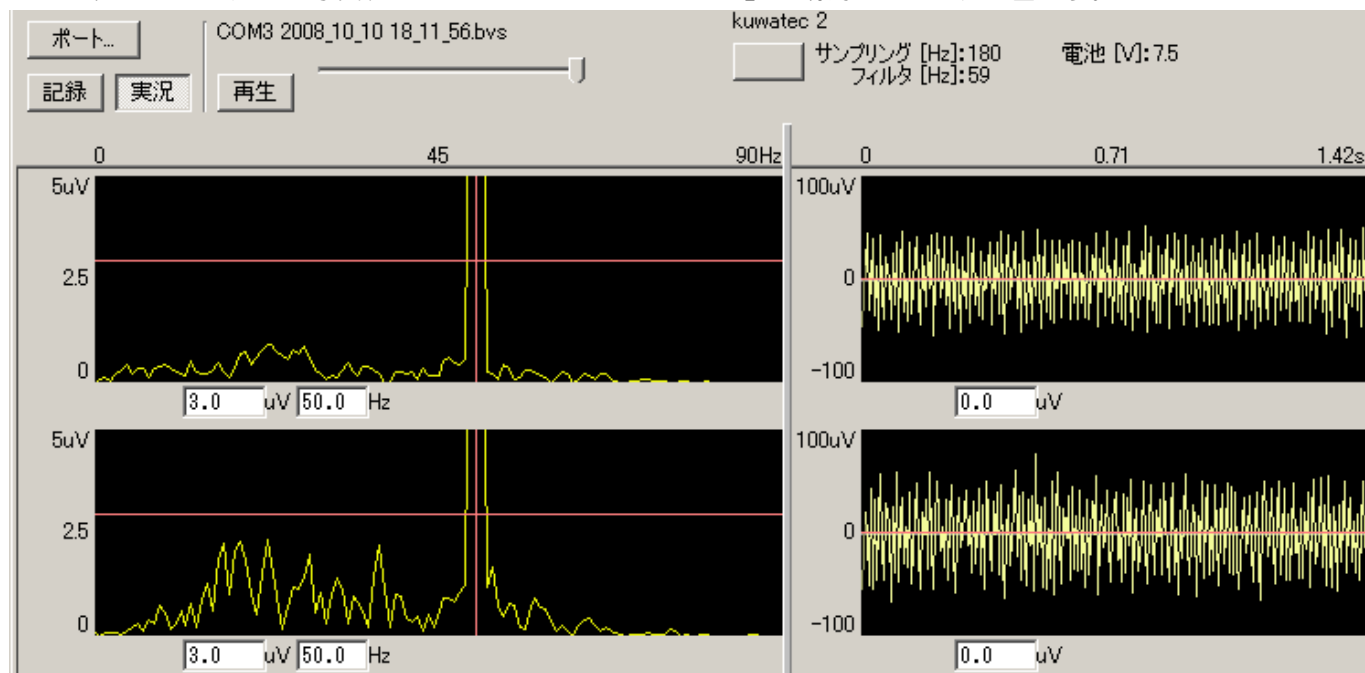 kuwatec 2
ポート...
COM3 2008_10_10 18_11_56.bvs
サンプリング [Hz]:180
電池 [V]:7.5
フィルタ [Hz]:59
記録
実況
再生
0 45 90Hz
0 0.71 1.42s
5uV
2.5
0
3.0 uV 50.0 Hz
100uV
0
-100
0.0 uV
5uV
2.5
0
3.0 uV 50.0 Hz
100uV
0
-100
0.0 uV